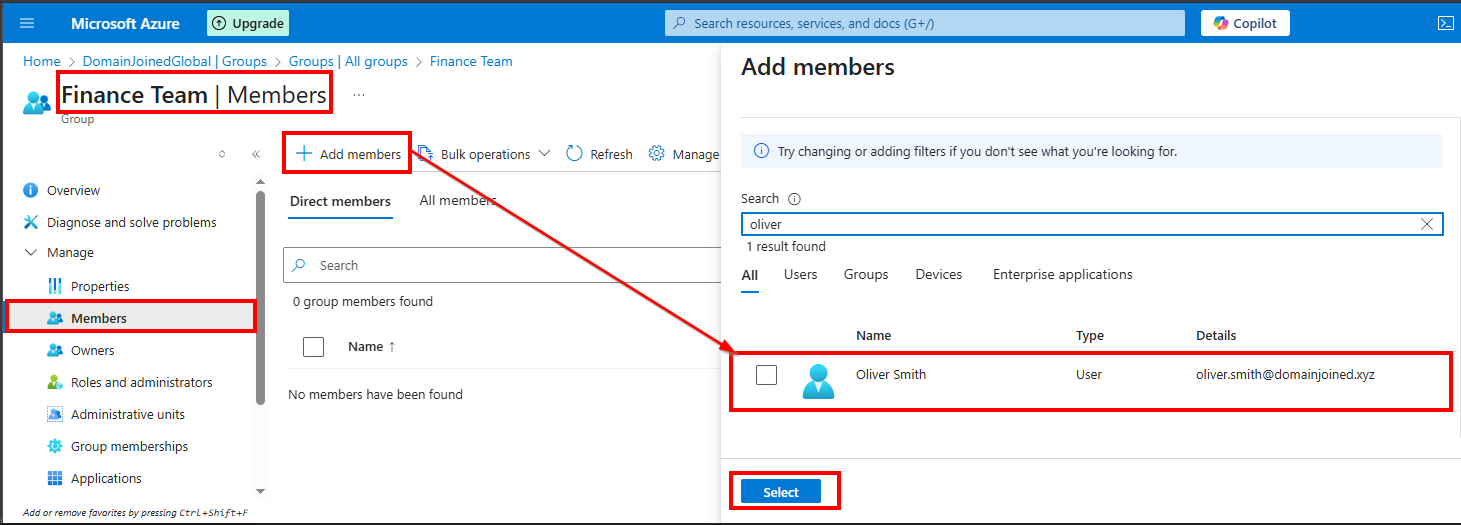 Microsoft Azure
Upgrade
Search resources, services, and docs (G+/)
Copilot
Home > DomainJoinedGlobal | Groups > Groups | All groups > Finance Team
Finance Team | Members
...
Group
Add members
Bulk operations
Refresh
Manage
Overview
Diagnose and solve problems
Manage
Properties
Members
Owners
Roles and administrators
Administrative units
Group memberships
Applications
Add or remove favorites by pressing Ctrl+Shift+F
Direct members
All members
Search
0 group members found
Name ↑
No members have been found
Add members
Try changing or adding filters if you don't see what you're looking for.
Search
oliver
1 result found
All Users Groups Devices Enterprise applications
Name Type Details
Oliver Smith User oliver.smith@domainjoined.xyz
Select